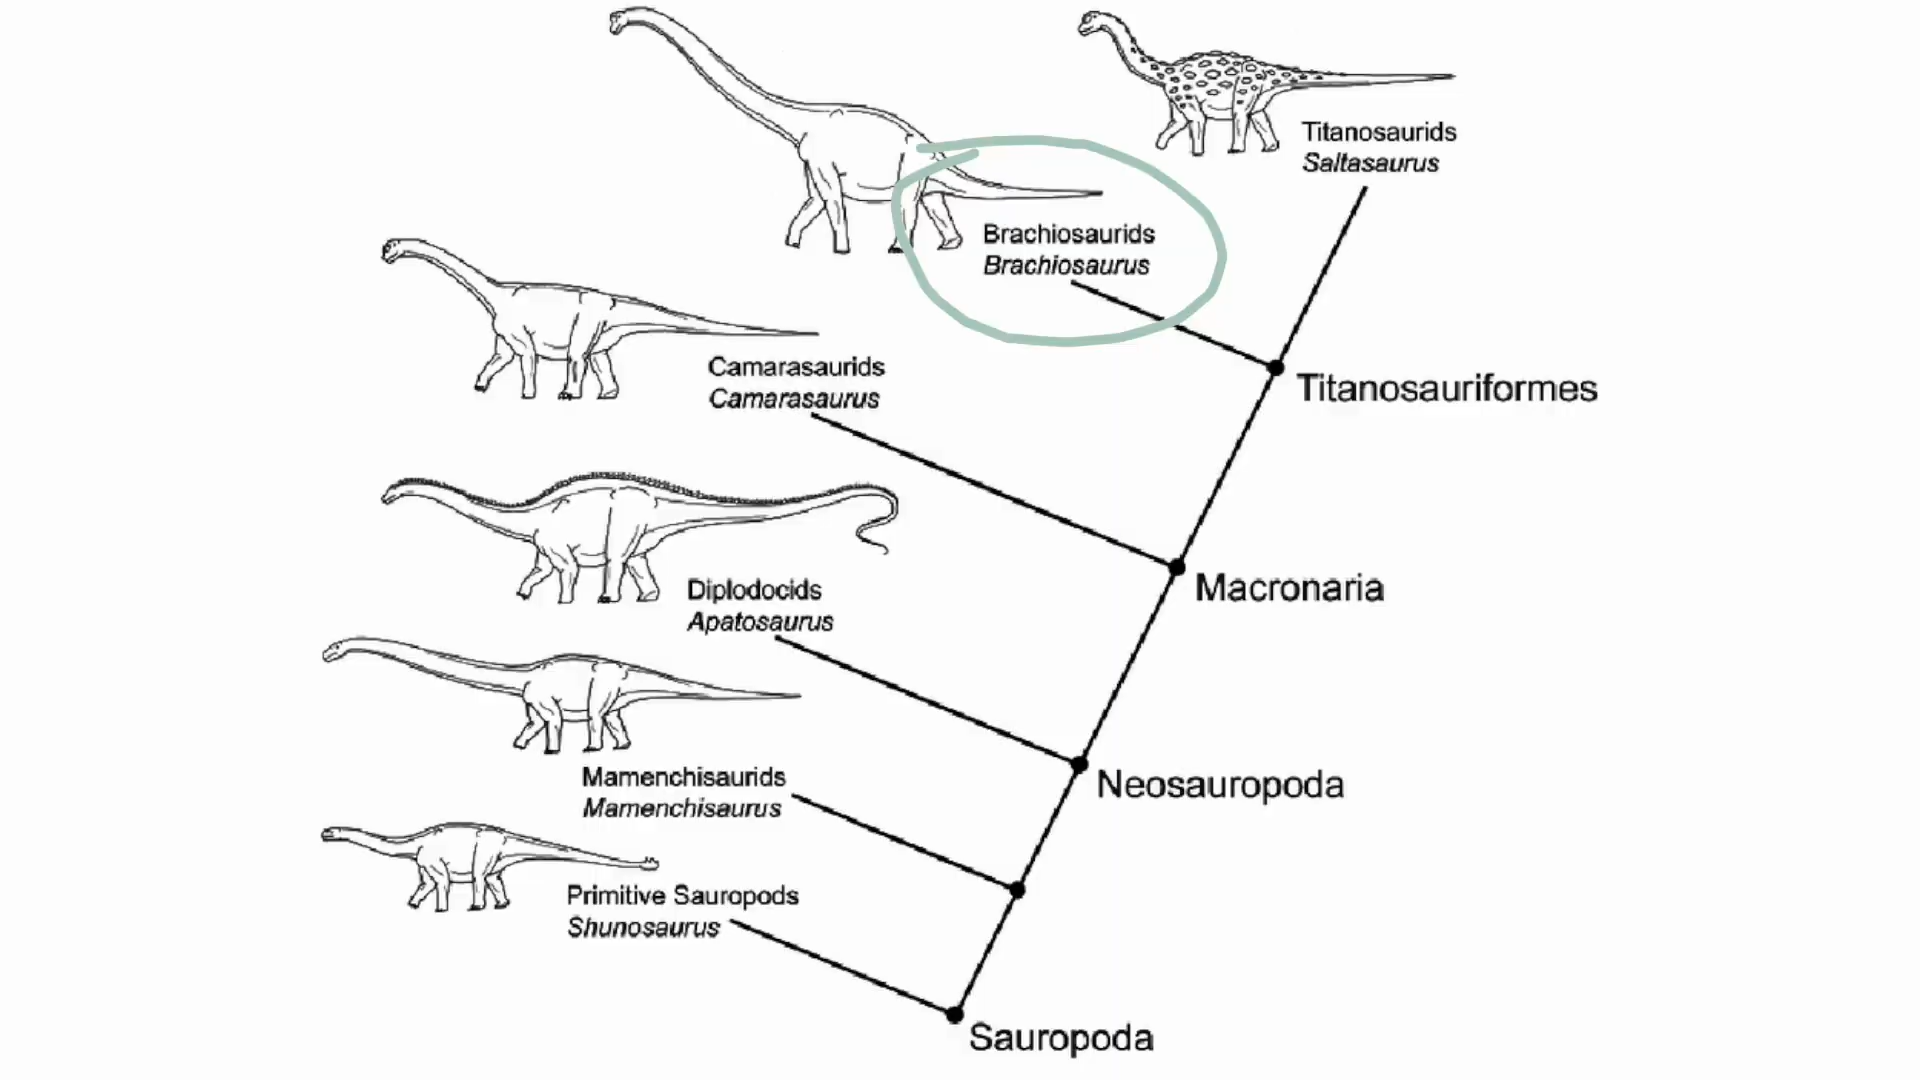 Titanosaurids
Saltasaurus
Brachiosaurids
Brachiosaurus
Titanosauriformes
Camarasaurids
Camarasaurus
Macronaria
Diplodocids
Apatosaurus
Neosauropoda
Mamenchisaurids
Mamenchisaurus
Primitive Sauropods
Shunosaurus
Sauropoda